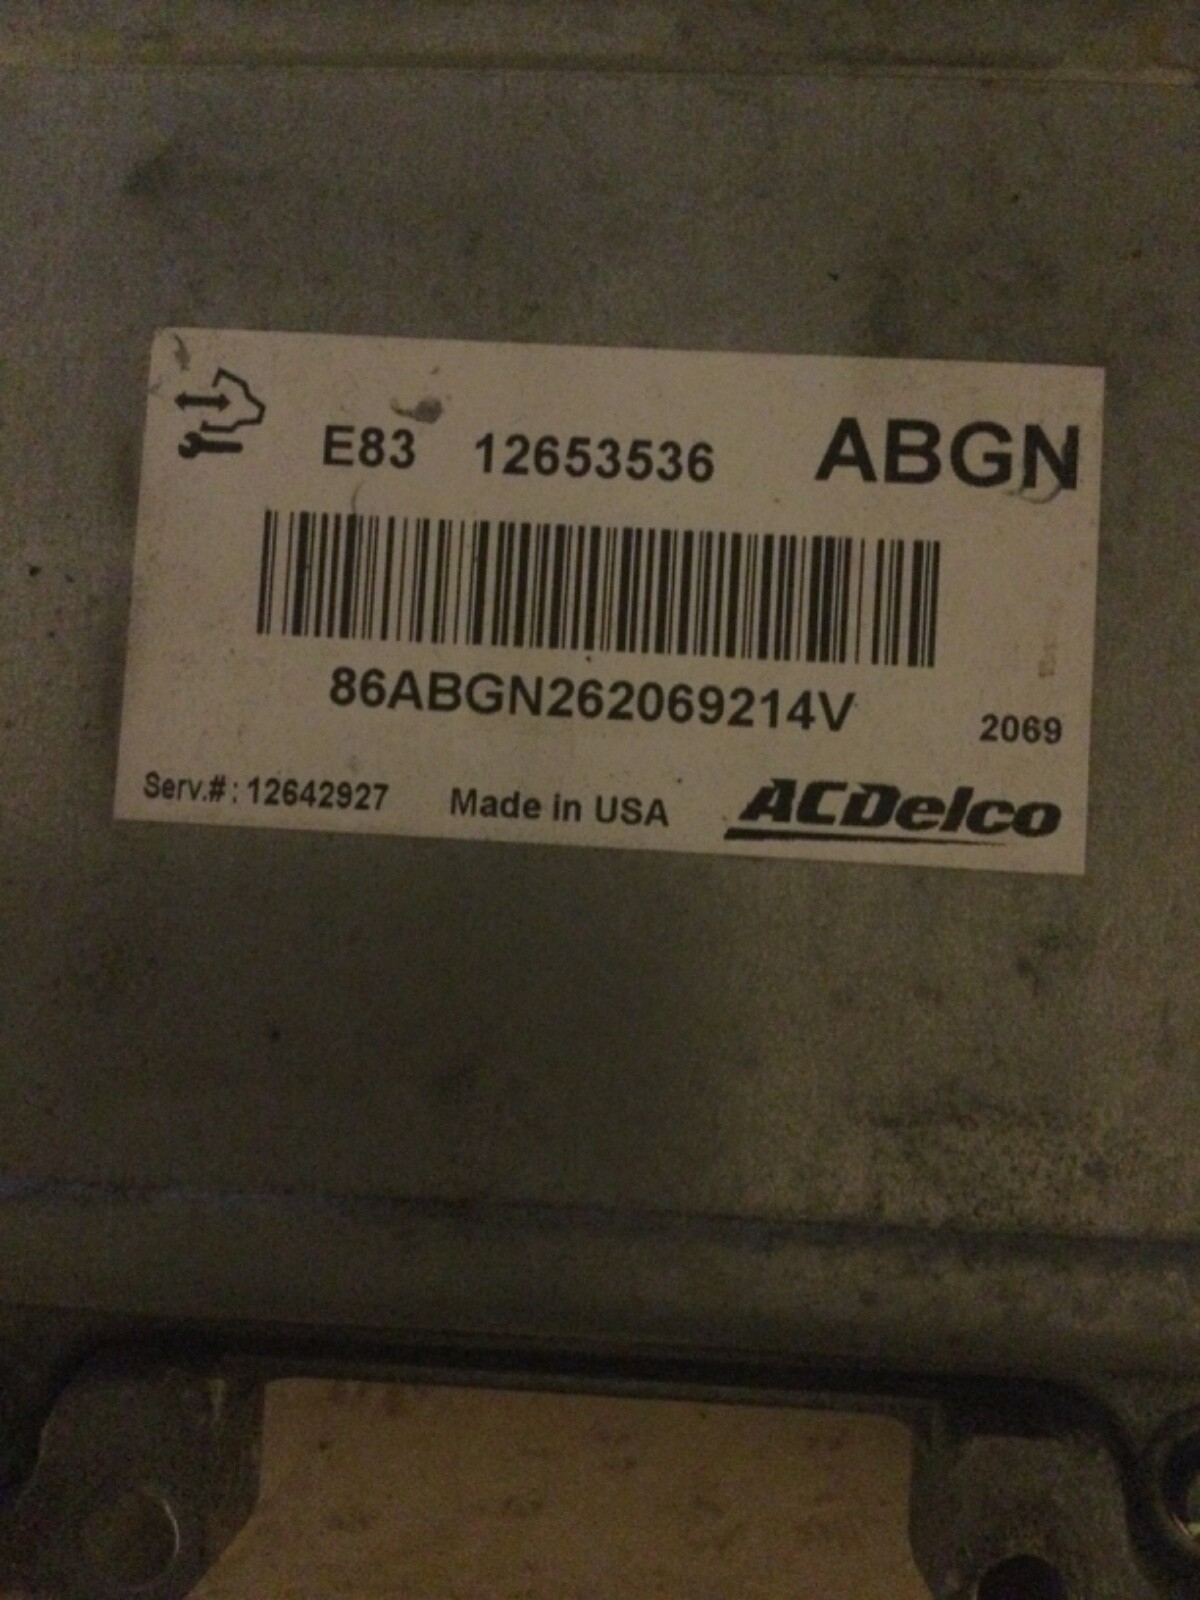 E83 12653536 ABGN
86ABGN262069214V
2069
Serv.#: 12642927 Made in USA ACDelco